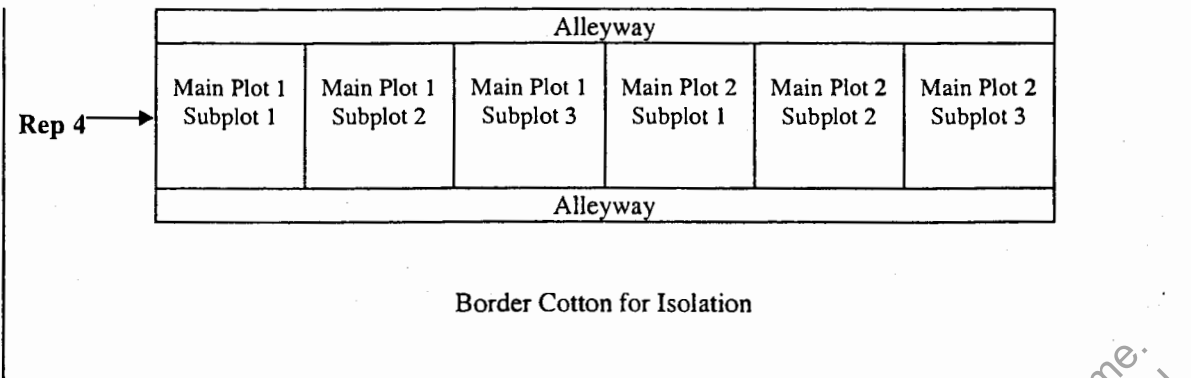 Alleyway
Main Plot 1 Main Plot 1 Main Plot 1 Main Plot 2 Main Plot 2 Main Plot 2
Rep 4 Subplot 1 Subplot 2 Subplot 3 Subplot 1 Subplot 2 Subplot 3
Alleyway
Border Cotton for Isolation